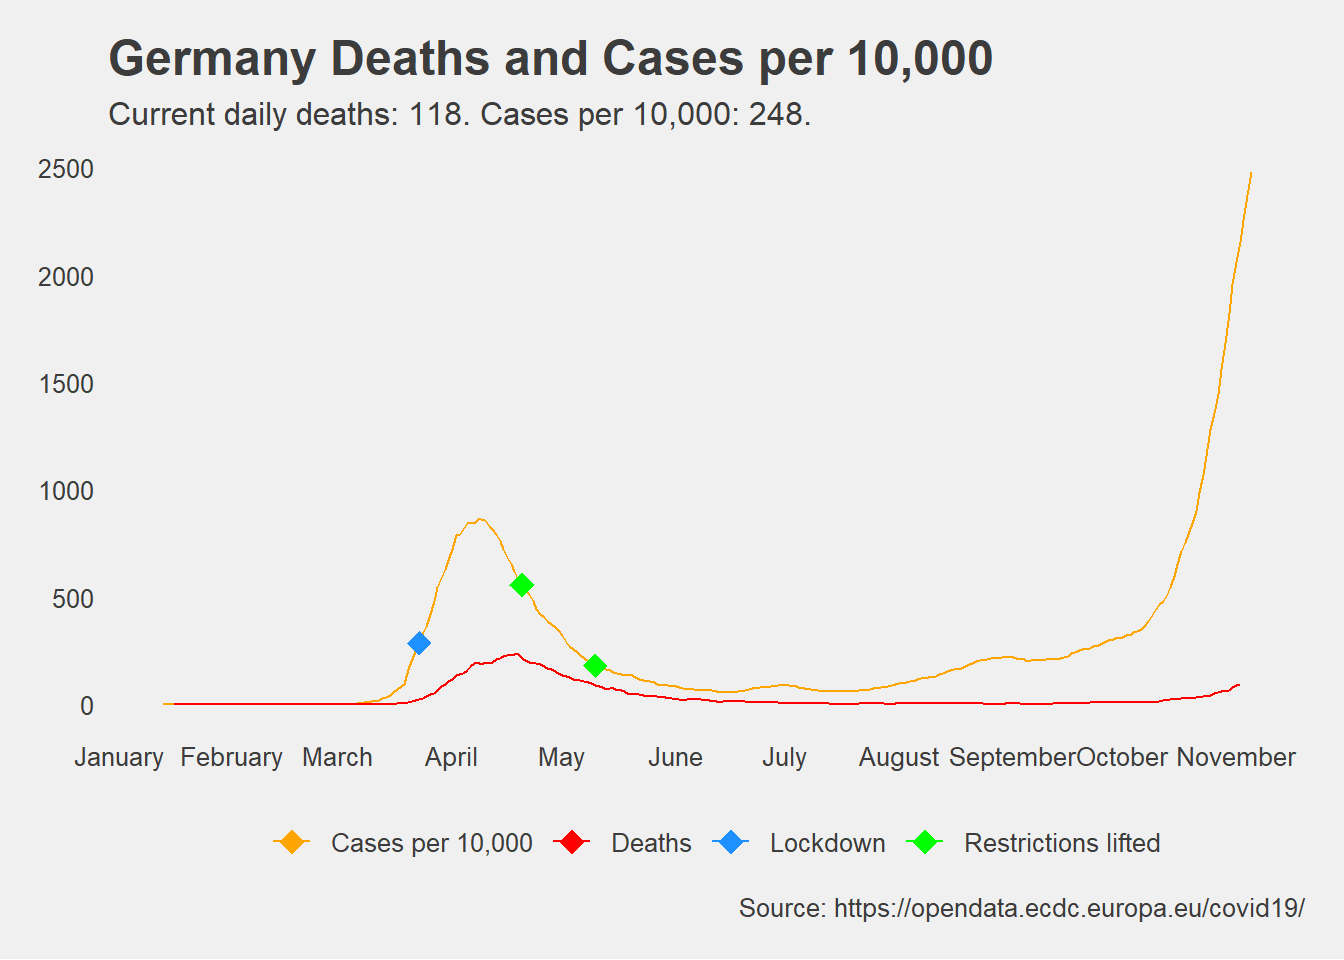 Germany Deaths and Cases per 10,000
Current daily deaths: 118. Cases per 10,000: 248.
2500
2000
1500
1000
500
0
January February March April May June July August September October November
Cases per 10,000 Deaths Lockdown Restrictions lifted
Source: https://opendata.ecdc.europa.eu/covid19/